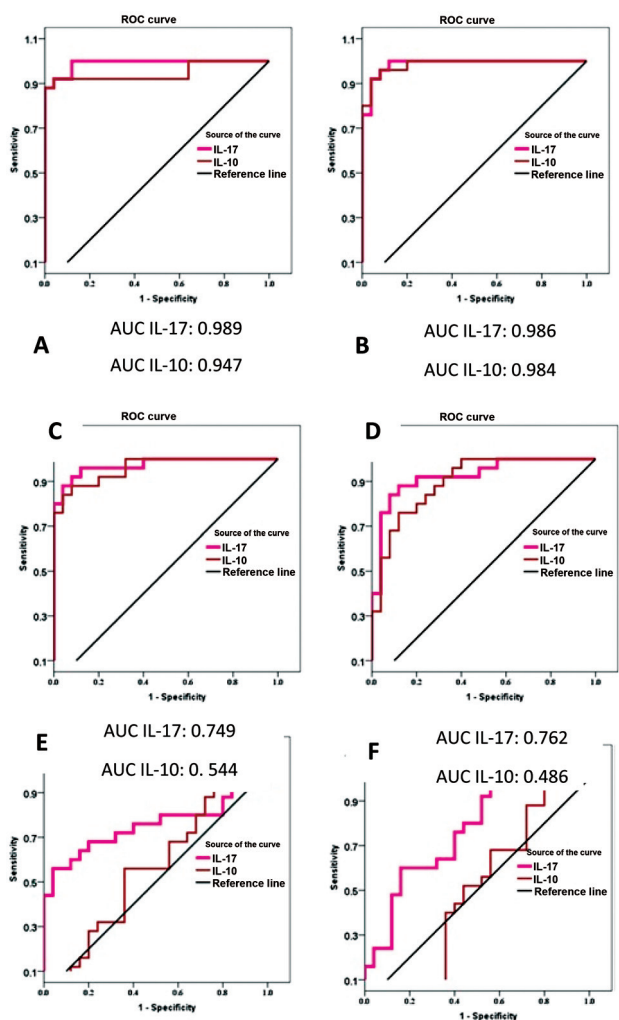 ROC curve
1.1
0.9
0.7
0.5
0.3
0.1
Sensitivity
Source of the curve
IL-17
IL-10
Reference line
0.0 0.2 0.4 0.6 0.8 1.0
1 - Specificity
A
AUC IL-17: 0.989
AUC IL-10: 0.947
ROC curve
1.1
0.9
0.7
0.5
0.3
0.1
Sensitivity
Source of the curve
IL-17
IL-10
Reference line
0.0 0.2 0.4 0.6 0.8 1.0
1 - Specificity
B
AUC IL-17: 0.986
AUC IL-10: 0.984
C
ROC curve
0.9
0.7
0.5
0.3
0.1
Sensitivity
Source of the curve
IL-17
IL-10
Reference line
0.0 0.2 0.4 0.6 0.8 1.0
1 - Specificity
D
ROC curve
0.9
0.7
0.5
0.3
0.1
Sensitivity
Source of the curve
IL-17
IL-10
Reference line
0.0 0.2 0.4 0.6 0.8 1.0
1 - Specificity
E
AUC IL-17: 0.749
AUC IL-10: 0. 544
0.9
0.7
0.5
0.3
0.1
Sensitivity
Source of the curve
IL-17
IL-10
Reference line
0.0 0.2 0.4 0.6 0.8 1.0
1 - Specificity
F
AUC IL-17: 0.762
AUC IL-10: 0.486
0.9
0.7
0.5
0.3
0.1
Sensitivity
Source of the curve
IL-17
IL-10
Reference line
0.0 0.2 0.4 0.6 0.8 1.0
1 - Specificity